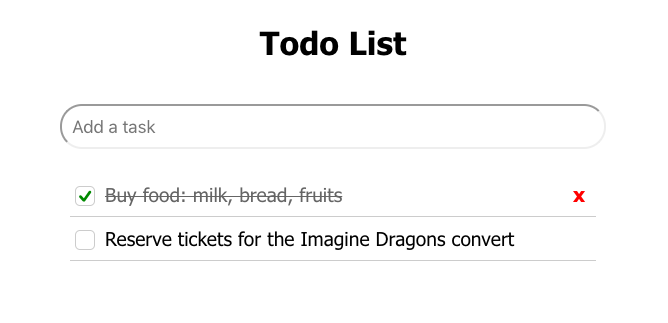 Todo List
Add a task
Buy food: milk, bread, fruits x
Reserve tickets for the Imagine Dragons convert